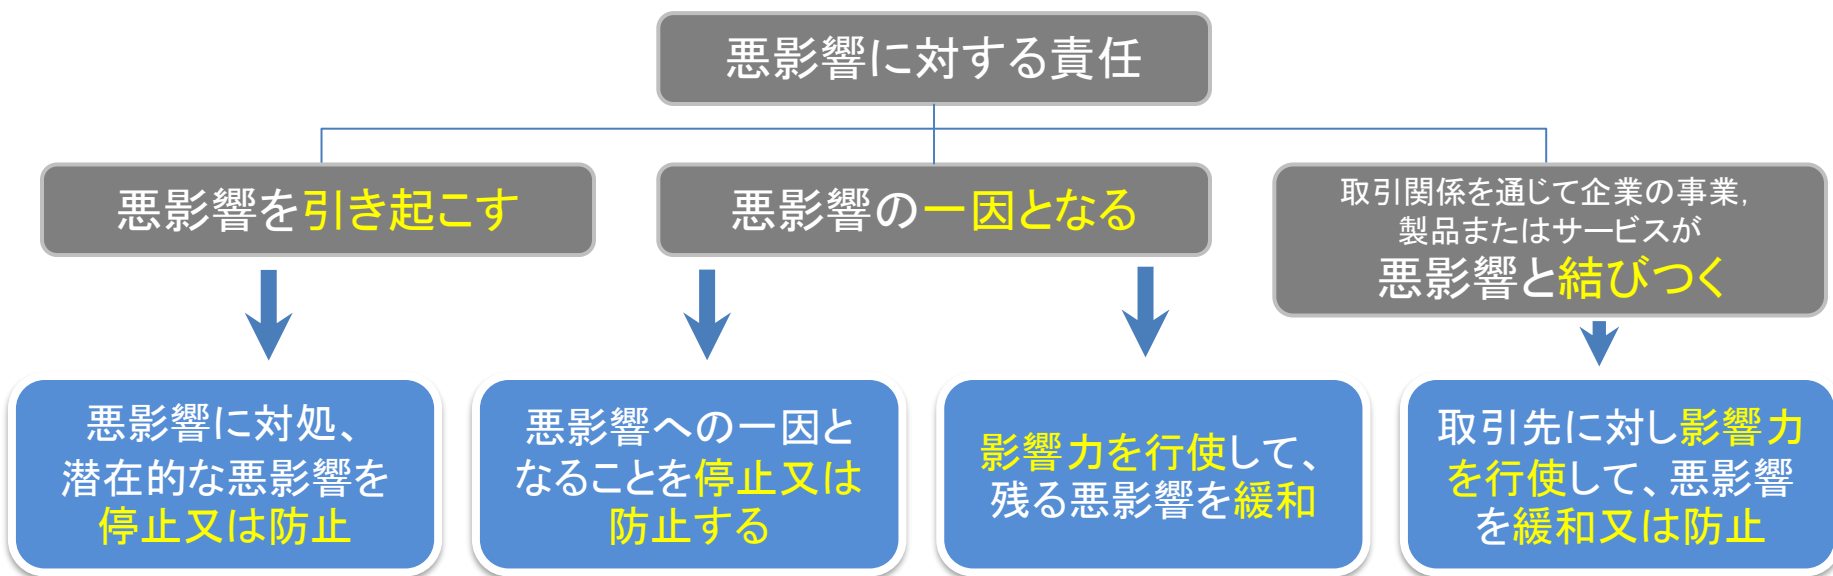 悪影響に対する責任
悪影響を引き起こす
悪影響の一因となる
取引関係を通じて企業の事業,
製品またはサービスが
悪影響と結びつく
悪影響に対処、
潜在的な悪影響を
停止又は防止
悪影響への一因と
なることを停止又は
防止する
影響力を行使して、
残る悪影響を緩和
取引先に対し影響力
を行使して、悪影響
を緩和又は防止